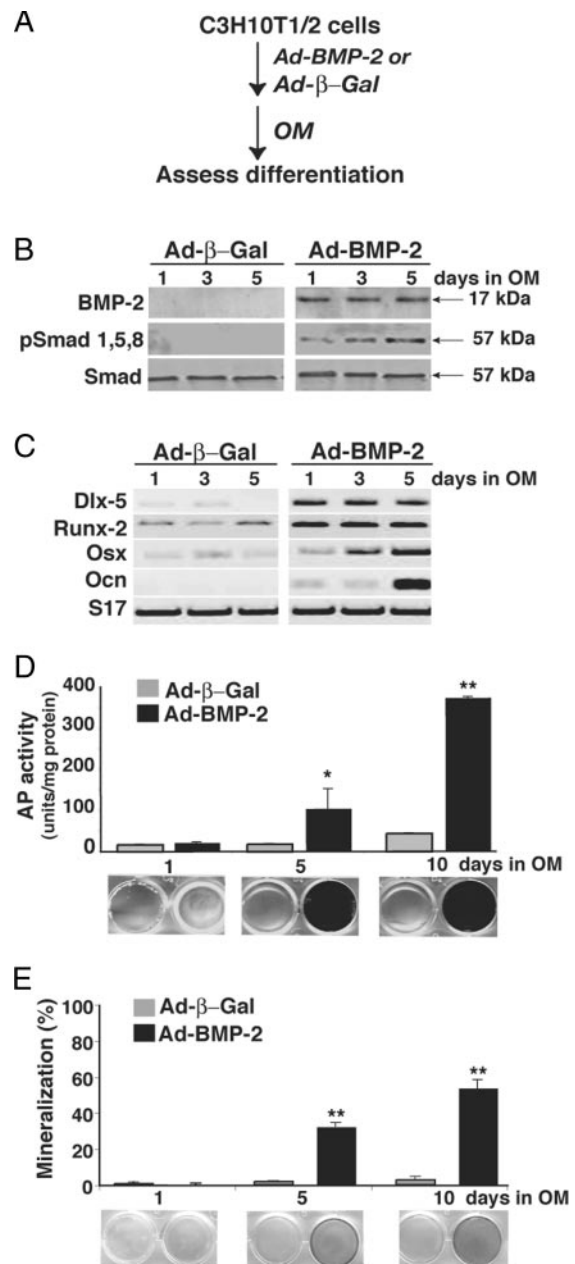 A
C3H10T1/2 cells
Ad-BMP-2 or
Ad-β–Gal
OM
Assess differentiation
B
Ad-β–Gal Ad-BMP-2
1 3 5 1 3 5 days in OM
BMP-2 17 kDa
pSmad 1,5,8 57 kDa
Smad 57 kDa
C
Ad-β–Gal Ad-BMP-2
1 3 5 1 3 5 days in OM
Dlx-5
Runx-2
Osx
Ocn
S17
D
AP activity
(units/mg protein)
400
300
200
100
0
Ad-β–Gal
Ad-BMP-2
*
**
1 5 10 days in OM
E
Mineralization (%)
100
80
60
40
20
0
Ad-β–Gal
Ad-BMP-2
**
**
1 5 10 days in OM